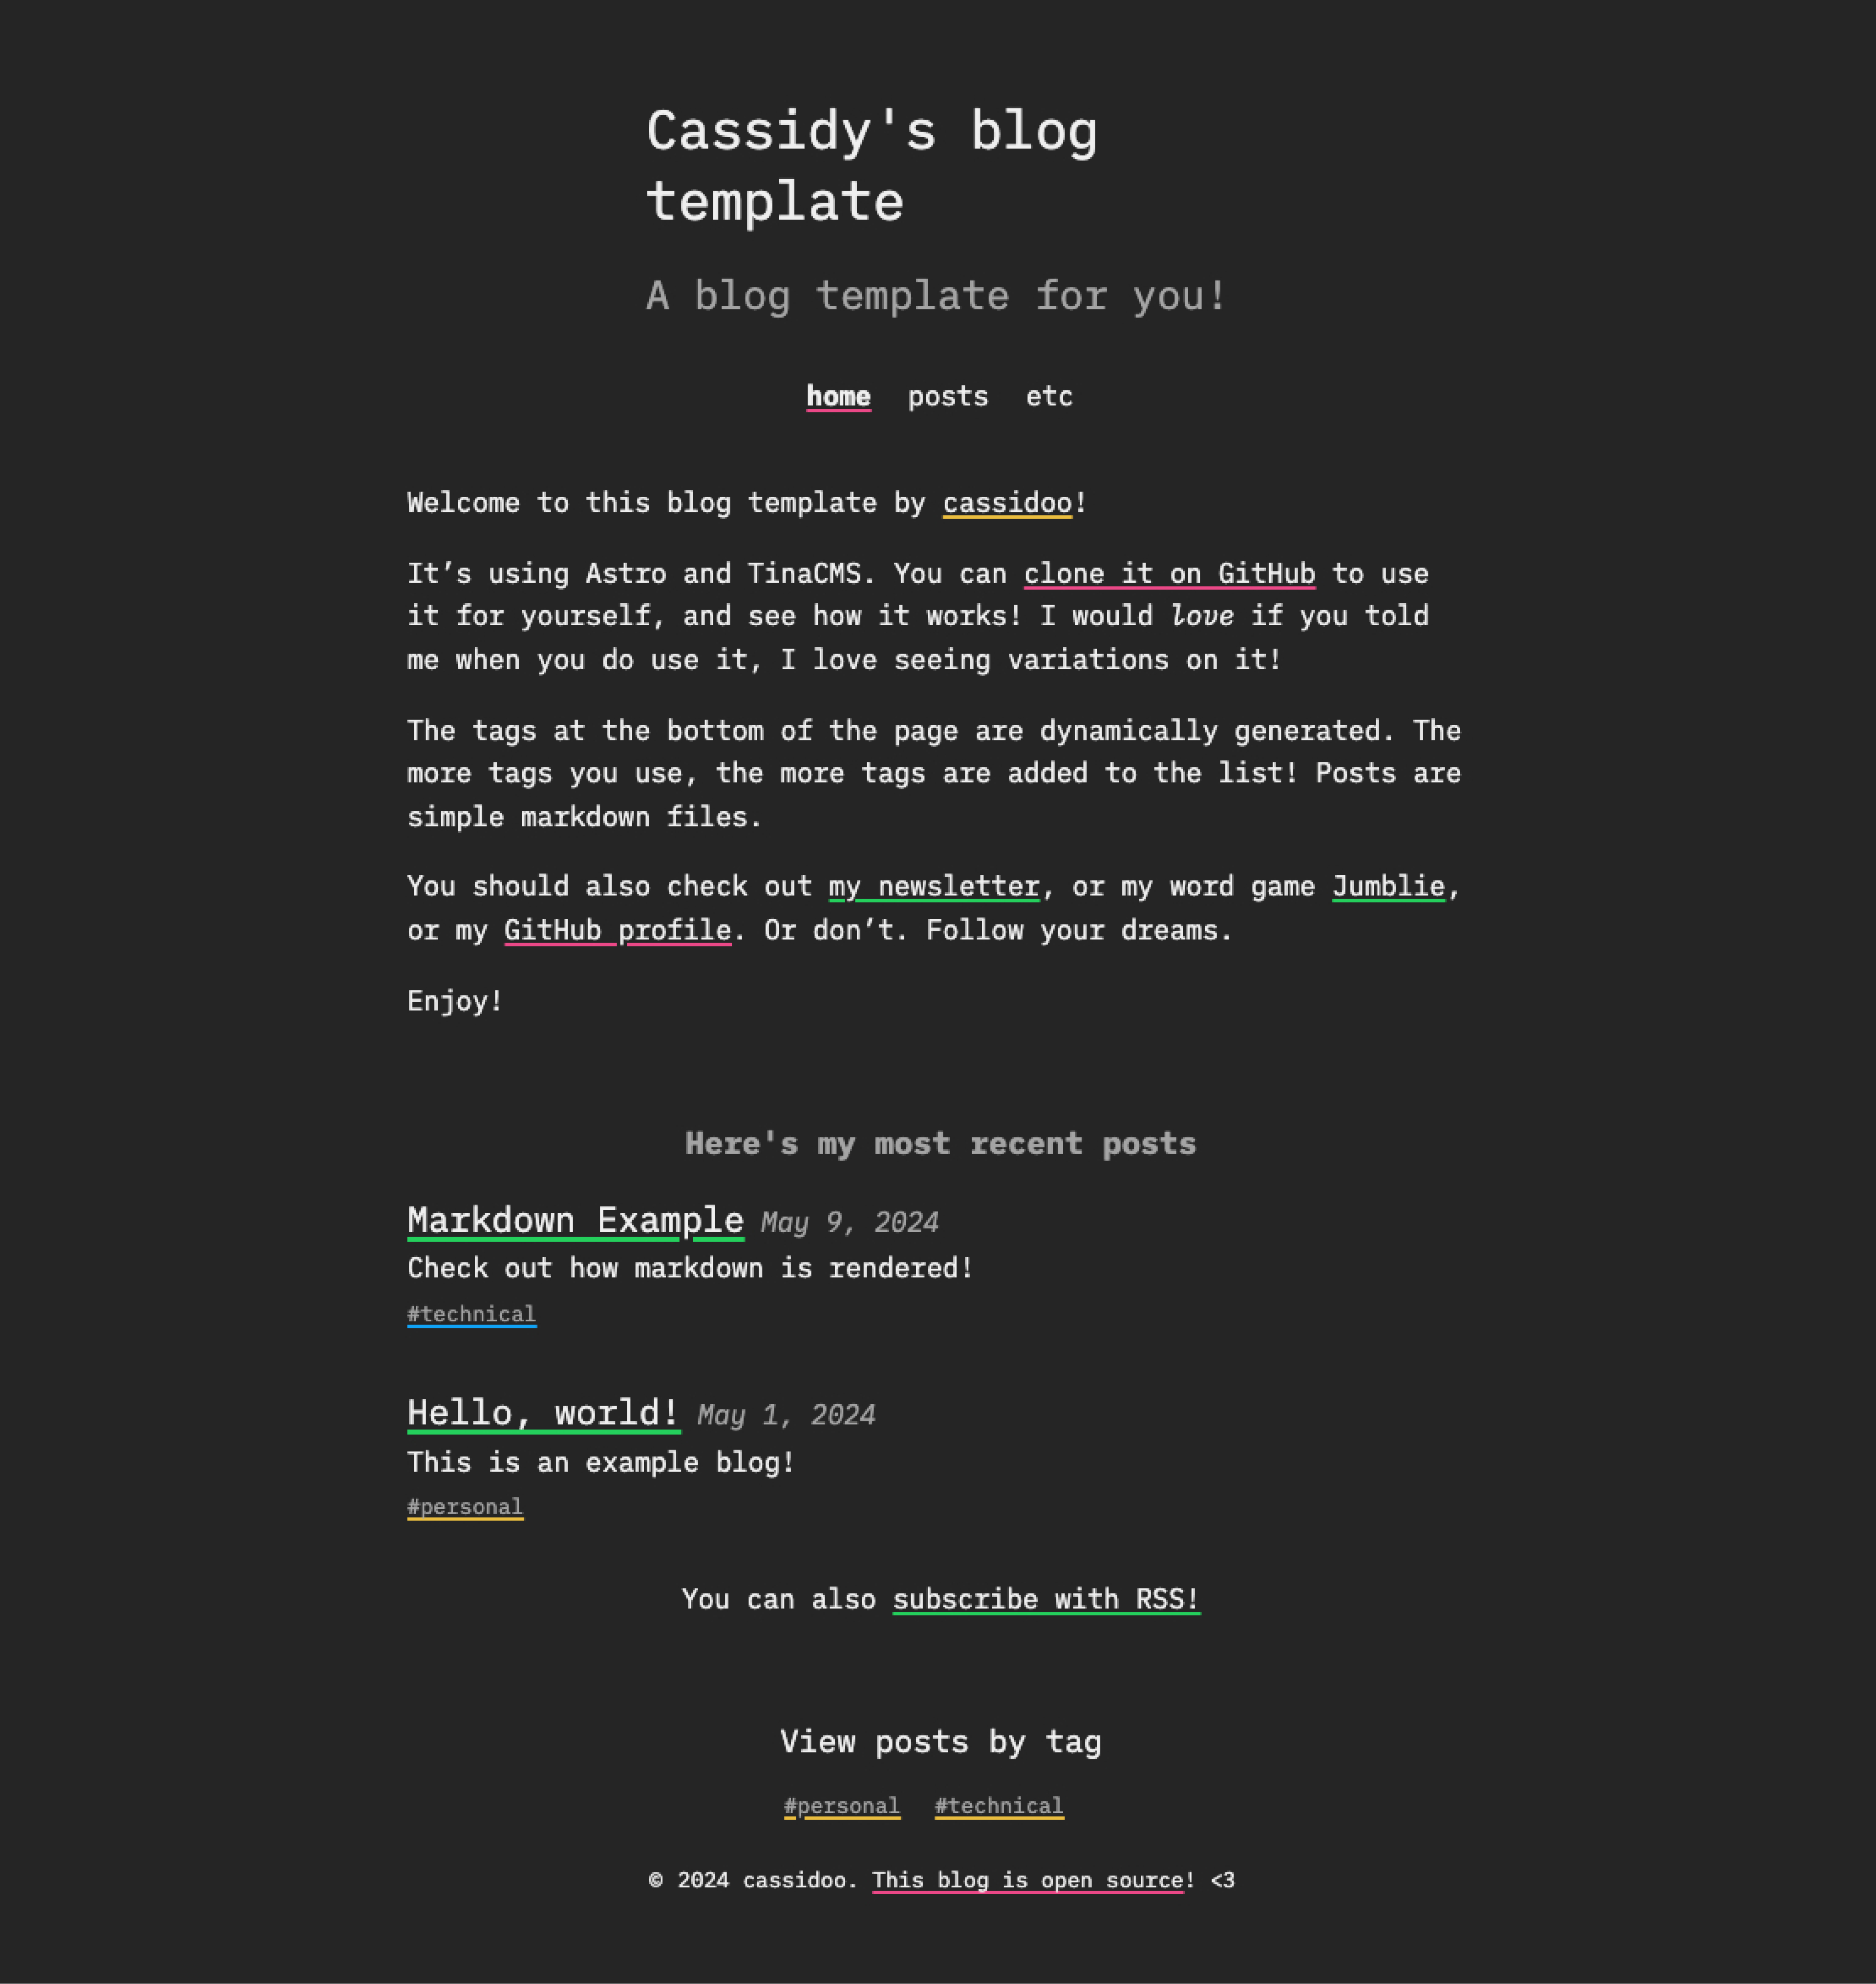 Cassidy's blog
template
A blog template for you!
home posts etc
Welcome to this blog template by cassidoo!
It’s using Astro and TinaCMS. You can clone it on GitHub to use
it for yourself, and see how it works! I would love if you told
me when you do use it, I love seeing variations on it!
The tags at the bottom of the page are dynamically generated. The
more tags you use, the more tags are added to the list! Posts are
simple markdown files.
You should also check out my newsletter, or my word game Jumblie,
or my GitHub profile. Or don’t. Follow your dreams.
Enjoy!
Here's my most recent posts
Markdown Example May 9, 2024
Check out how markdown is rendered!
#technical
Hello, world! May 1, 2024
This is an example blog!
#personal
You can also subscribe with RSS!
View posts by tag
#personal #technical
© 2024 cassidoo. This blog is open source! <3